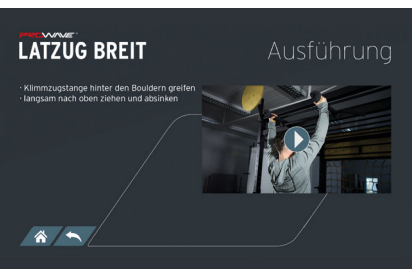 PROWAVE
LATZUG BREIT
Ausführung
· Klimmzugstange hinter den Bouldern greifen
· langsam nach oben ziehen und absinken